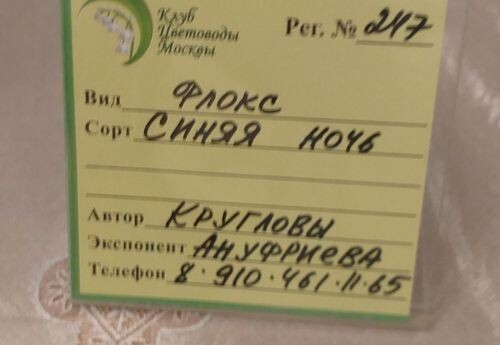 Клуб
Цветоводы
Москвы
Рег. № 247
Вид ФЛОКС
Сорт СИНЯЯ НОЧЬ
Автор КРУГЛОВЫ
Экспонент АНУФРИЕВА
Телефон 8·910·461·11·65